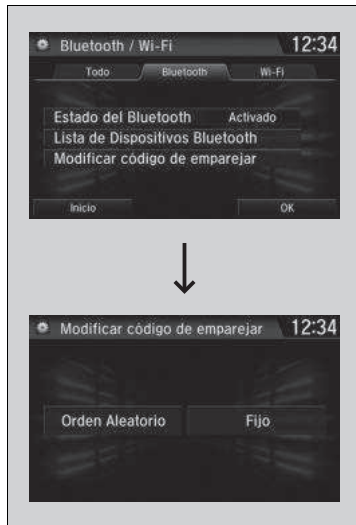 Bluetooth / Wi-Fi 12:34
Todo Bluetooth Wi-Fi
Estado del Bluetooth Activado
Lista de Dispositivos Bluetooth
Modificar código de emparejar
Inicio OK
Modificar código de emparejar 12:34
Orden Aleatorio Fijo